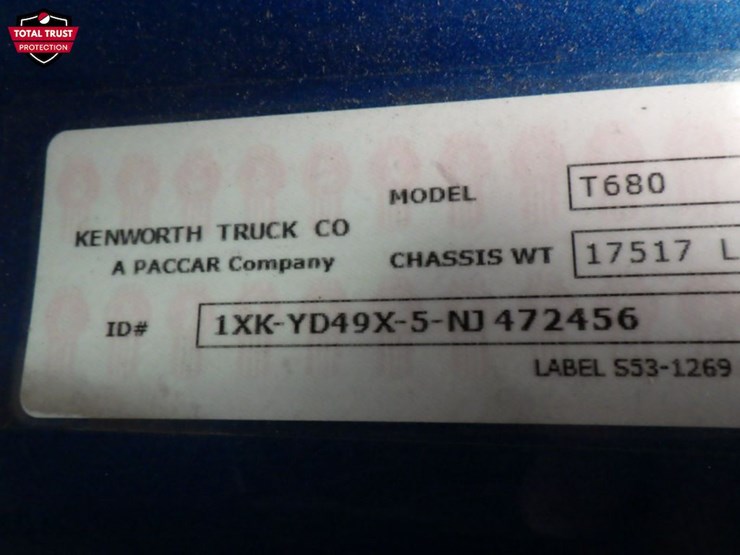 TOTAL TRUST
PROTECTION
MODEL T680
KENWORTH TRUCK CO
A PACCAR Company
CHASSIS WT 17517 L
ID# 1XK-YD49X-5-NJ 472456
LABEL S53-1269